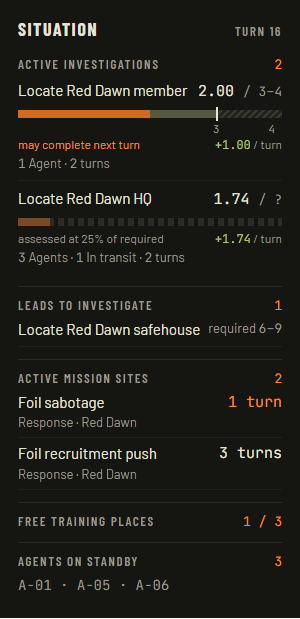 SITUATION TURN 16
ACTIVE INVESTIGATIONS 2
Locate Red Dawn member 2.00 / 3–4
3 4
may complete next turn +1.00 / turn
1 Agent · 2 turns
Locate Red Dawn HQ 1.74 / ?
assessed at 25% of required +1.74 / turn
3 Agents · 1 In transit · 2 turns
LEADS TO INVESTIGATE 1
Locate Red Dawn safehouse required 6–9
ACTIVE MISSION SITES 2
Foil sabotage 1 turn
Response · Red Dawn
Foil recruitment push 3 turns
Response · Red Dawn
FREE TRAINING PLACES 1 / 3
AGENTS ON STANDBY 3
A-01 · A-05 · A-06